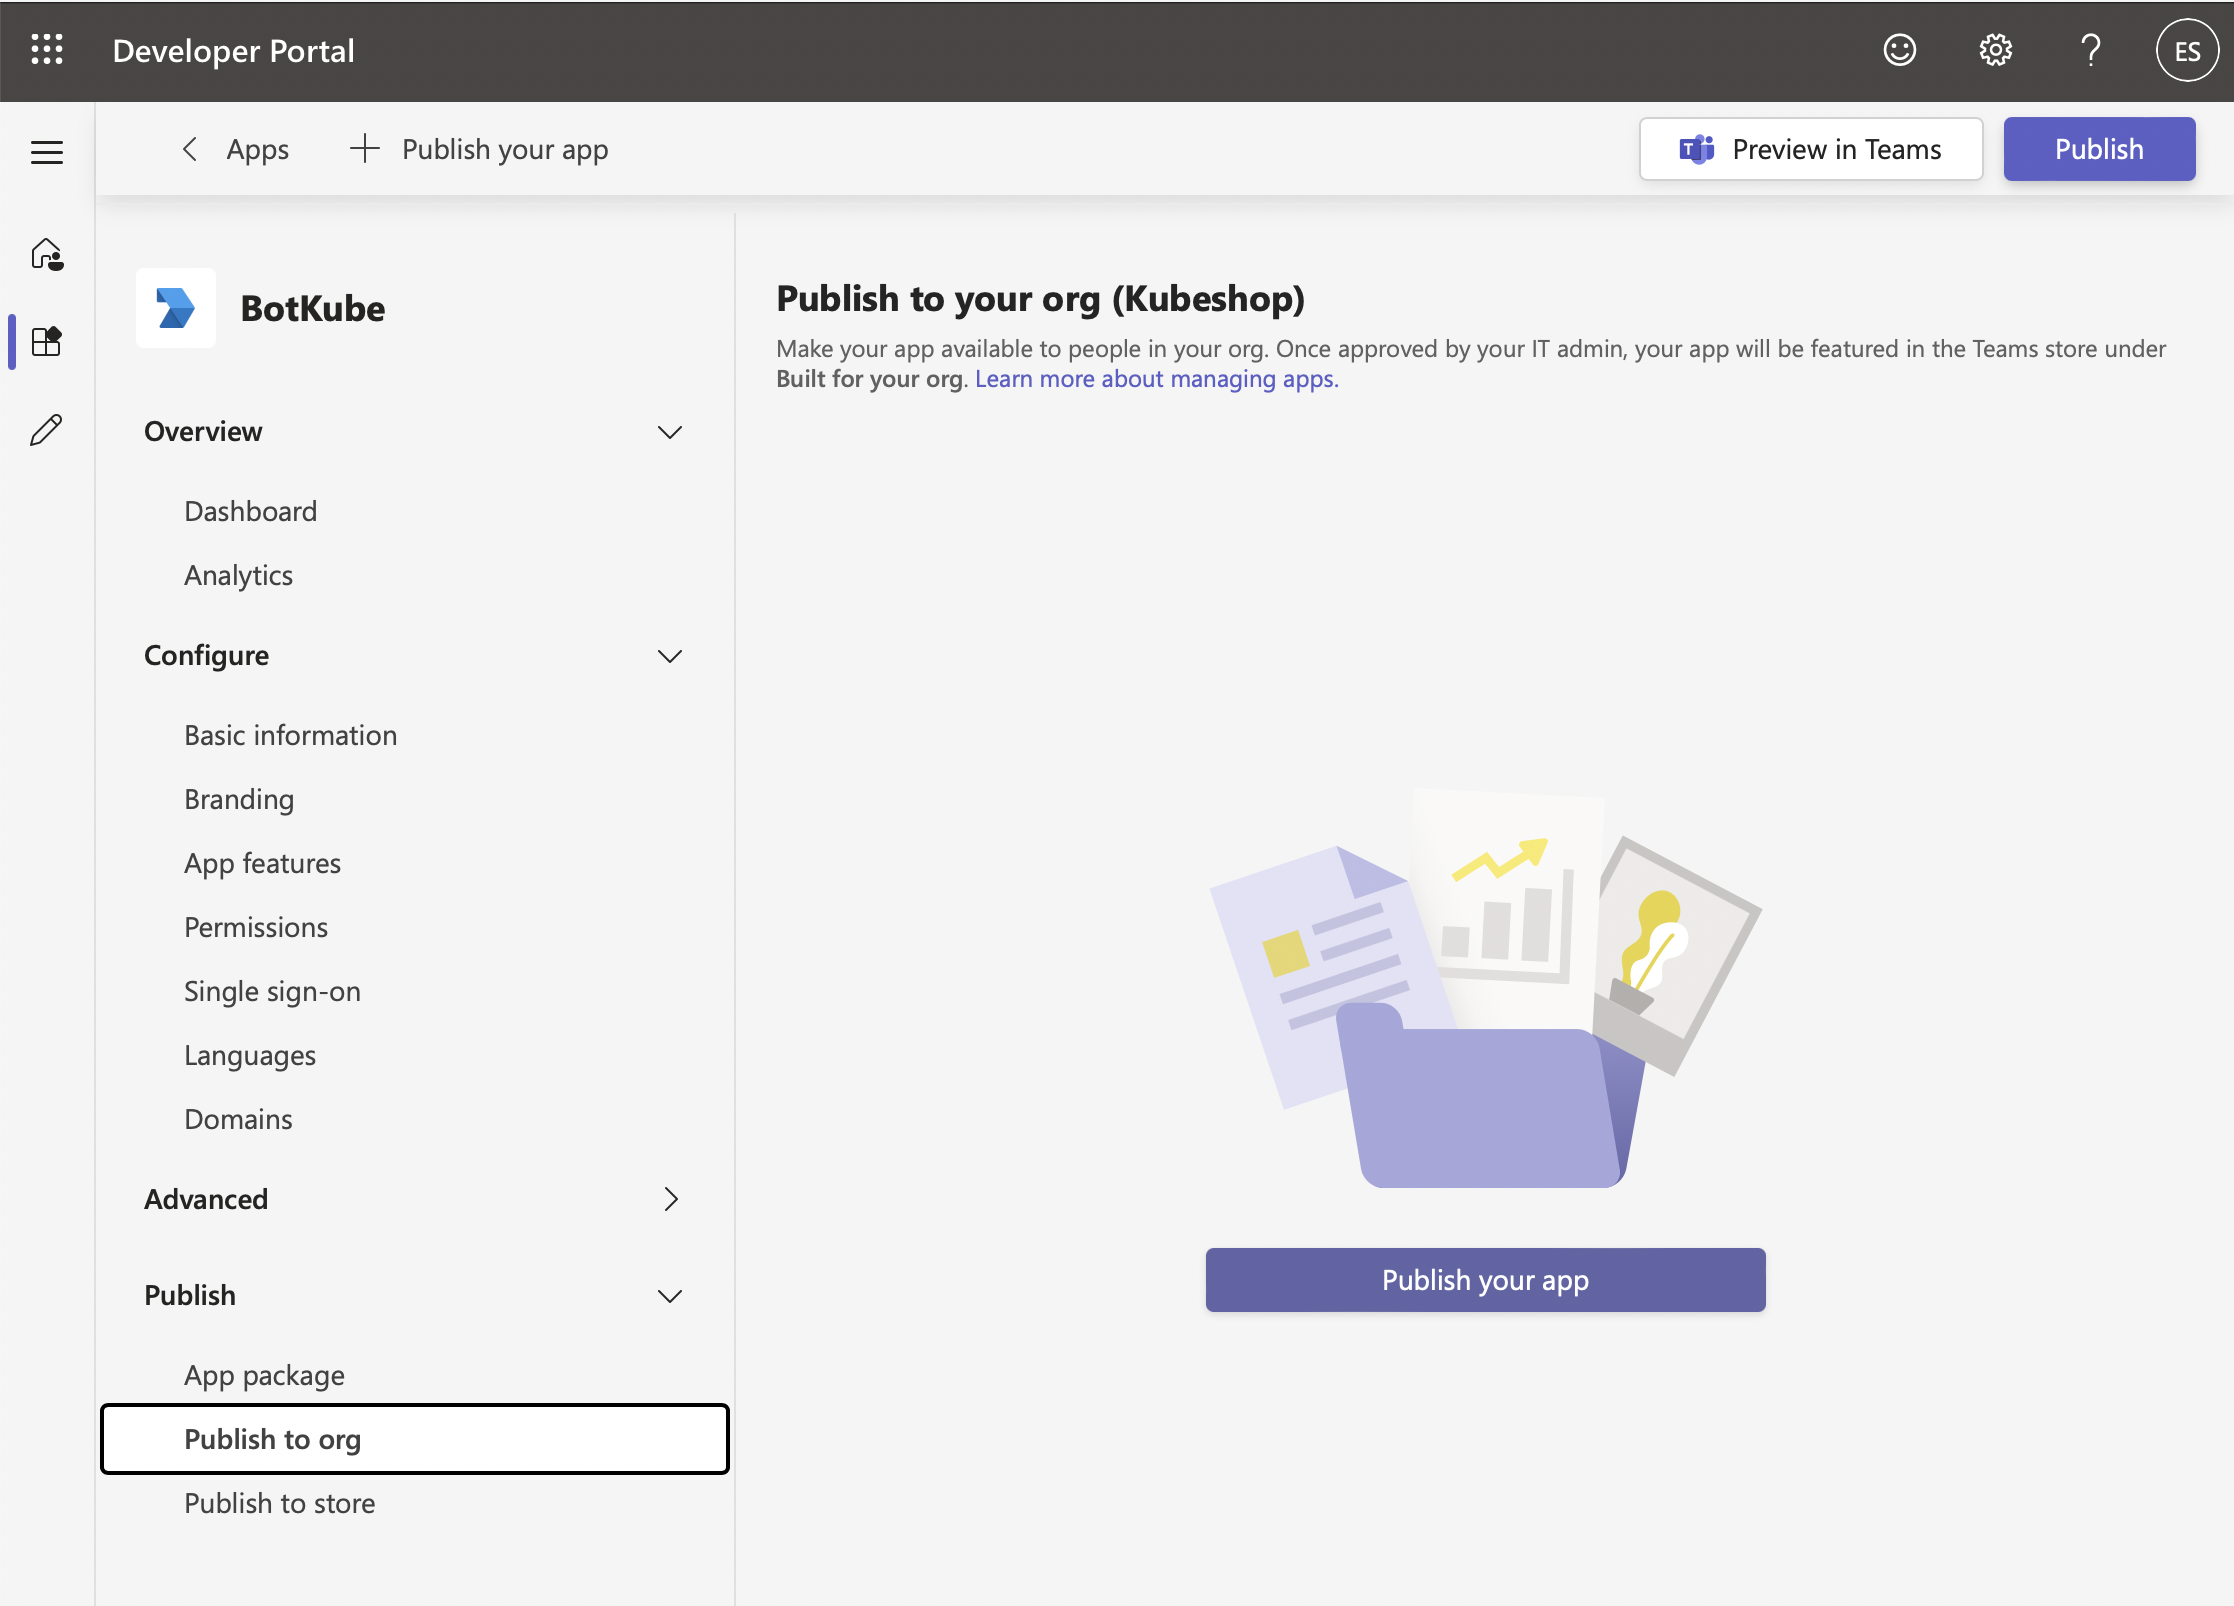 Developer Portal
ES
Apps
Publish your app
Preview in Teams
Publish
BotKube
Overview
Dashboard
Analytics
Configure
Basic information
Branding
App features
Permissions
Single sign-on
Languages
Domains
Advanced
Publish
App package
Publish to org
Publish to store
Publish to your org (Kubeshop)
Make your app available to people in your org. Once approved by your IT admin, your app will be featured in the Teams store under
Built for your org. Learn more about managing apps.
Publish your app